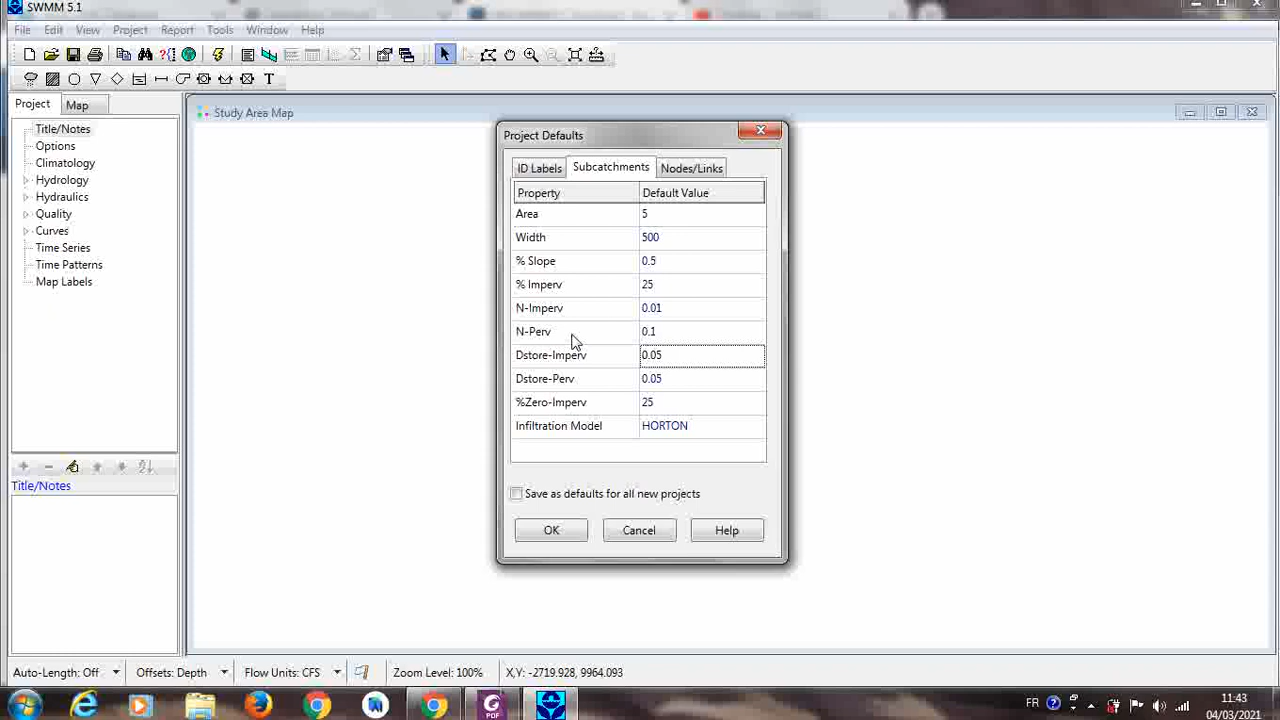 SWMM 5.1
File Edit View Project Report Tools Window Help
T
Project Map
Study Area Map
Title/Notes
Options
Climatology
Hydrology
Hydraulics
Quality
Curves
Time Series
Time Patterns
Map Labels
Title/Notes
Project Defaults
ID Labels Subcatchments Nodes/Links
Property Default Value
Area 5
Width 500
% Slope 0.5
% Imperv 25
N-Imperv 0.01
N-Perv 0.1
Dstore-Imperv 0.05
Dstore-Perv 0.05
%Zero-Imperv 25
Infiltration Model HORTON
Save as defaults for all new projects
OK Cancel Help
Auto-Length: Off Offsets: Depth Flow Units: CFS Zoom Level: 100% X,Y: -2719.928, 9964.093
PDF
FR
11:43
04/03/2021